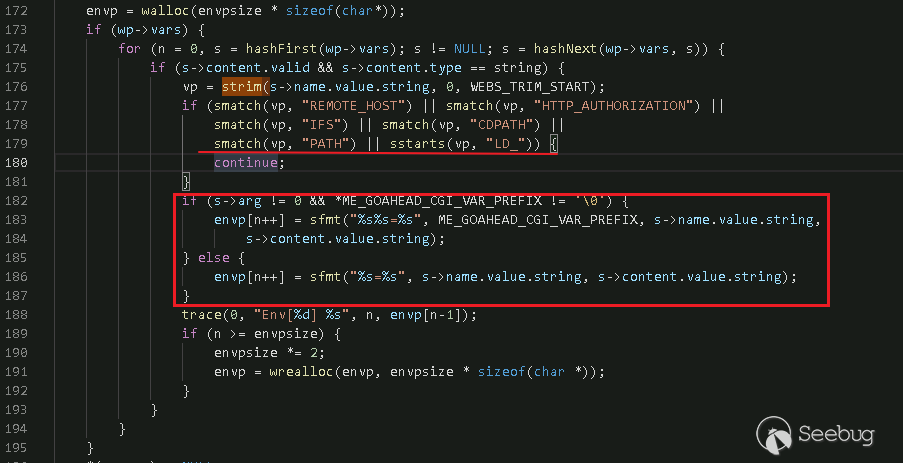 172 envp = walloc(envpsize * sizeof(char*));
173 if (wp->vars) {
174 for (n = 0, s = hashFirst(wp->vars); s != NULL; s = hashNext(wp->vars, s)) {
175 if (s->content.valid && s->content.type == string) {
176 vp = strim(s->name.value.string, 0, WEBS_TRIM_START);
177 if (smatch(vp, "REMOTE_HOST") || smatch(vp, "HTTP_AUTHORIZATION") ||
178 smatch(vp, "IFS") || smatch(vp, "CDPATH") ||
179 smatch(vp, "PATH") || sstarts(vp, "LD_")) {
180 continue;
181 }
182 if (s->arg != 0 && *ME_GOAHEAD_CGI_VAR_PREFIX != '\0') {
183 envp[n++] = sfmt("%s%s=%s", ME_GOAHEAD_CGI_VAR_PREFIX, s->name.value.string,
184 s->content.value.string);
185 } else {
186 envp[n++] = sfmt("%s=%s", s->name.value.string, s->content.value.string);
187 }
188 trace(0, "Env[%d] %s", n, envp[n-1]);
189 if (n >= envpsize) {
190 envpsize *= 2;
191 envp = wrealloc(envp, envpsize * sizeof(char *));
192 }
193 }
194 }
195 }
Seebug